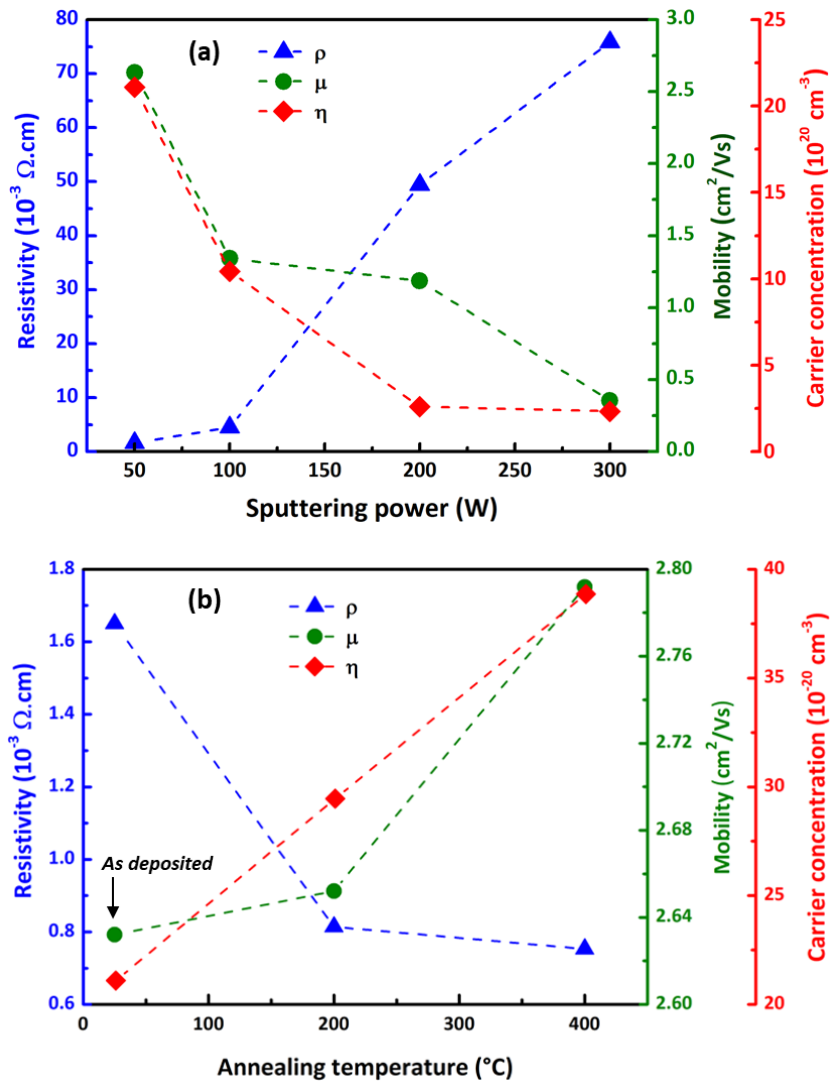 (a)
ρ
μ
η
Resistivity (10⁻³ Ω.cm)
80
70
60
50
40
30
20
10
0
Mobility (cm²/Vs)
3.0
2.5
2.0
1.5
1.0
0.5
0.0
Carrier concentration (10²⁰ cm⁻³)
25
20
15
10
5
0
50 100 150 200 250 300
Sputtering power (W)
(b)
ρ
μ
η
As deposited
Resistivity (10⁻³ Ω.cm)
1.8
1.6
1.4
1.2
1.0
0.8
0.6
Mobility (cm²/Vs)
2.80
2.76
2.72
2.68
2.64
2.60
Carrier concentration (10⁻²⁰ cm⁻³)
40
35
30
25
20
0 100 200 300 400
Annealing temperature (°C)